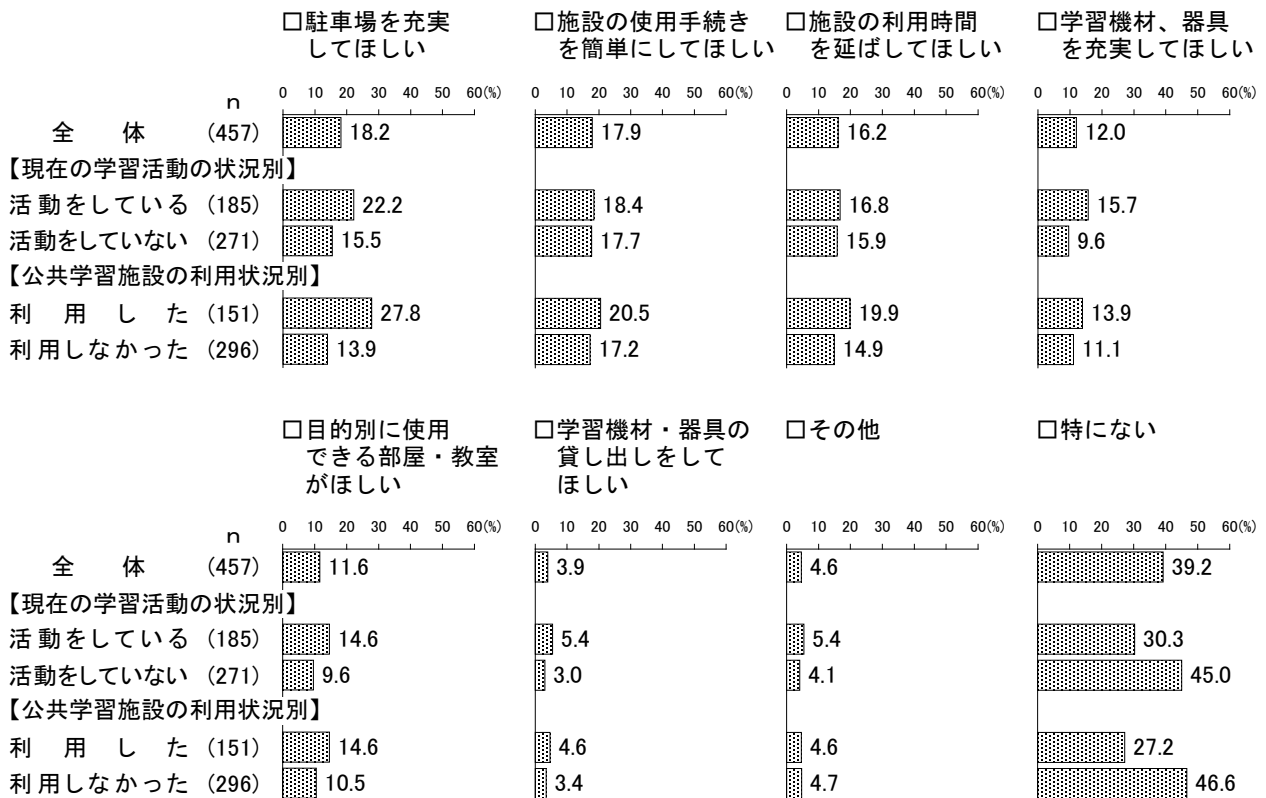 □駐車場を充実
してほしい
□施設の使用手続き
を簡単にしてほしい
□施設の利用時間
を延ばしてほしい
□学習機材、器具
を充実してほしい
0 10 20 30 40 50 60(%)
0 10 20 30 40 50 60(%)
0 10 20 30 40 50 60(%)
0 10 20 30 40 50 60(%)
n
全体 (457) 18.2 17.9 16.2 12.0
【現在の学習活動の状況別】
活動をしている (185) 22.2 18.4 16.8 15.7
活動をしていない (271) 15.5 17.7 15.9 9.6
【公共学習施設の利用状況別】
利用した (151) 27.8 20.5 19.9 13.9
利用しなかった (296) 13.9 17.2 14.9 11.1
□目的別に使用
できる部屋・教室
がほしい
□学習機材・器具の
貸し出しをして
ほしい
□その他
□特にない
0 10 20 30 40 50 60(%)
0 10 20 30 40 50 60(%)
0 10 20 30 40 50 60(%)
0 10 20 30 40 50 60(%)
n
全体 (457) 11.6 3.9 4.6 39.2
【現在の学習活動の状況別】
活動をしている (185) 14.6 5.4 5.4 30.3
活動をしていない (271) 9.6 3.0 4.1 45.0
【公共学習施設の利用状況別】
利用した (151) 14.6 4.6 4.6 27.2
利用しなかった (296) 10.5 3.4 4.7 46.6